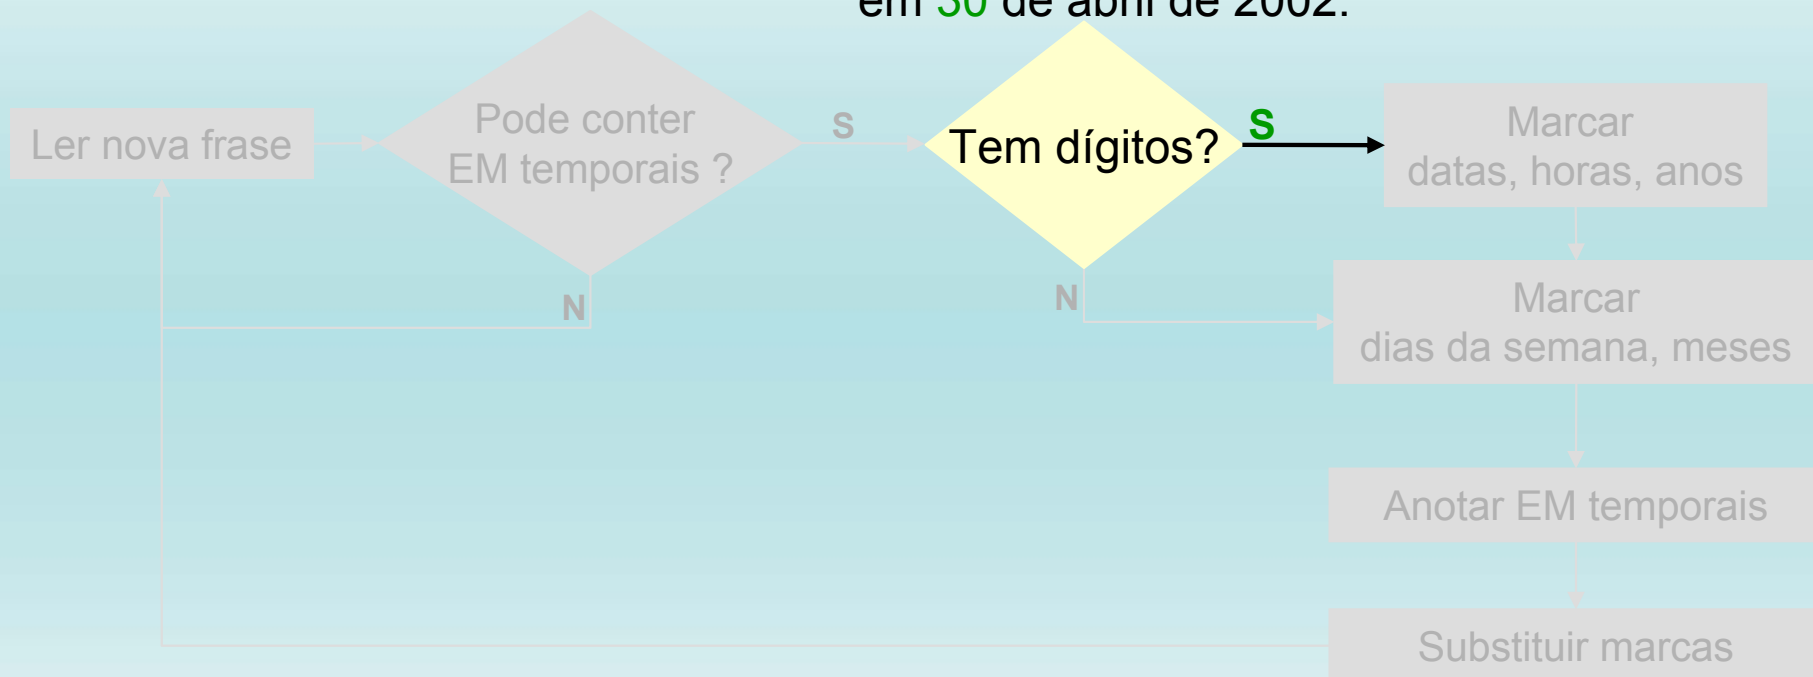 em 30 de abril de 2002.
Ler nova frase
Pode conter
EM temporais ?
S
Tem dígitos?
S
Marcar
datas, horas, anos
N
N
Marcar
dias da semana, meses
Anotar EM temporais
Substituir marcas